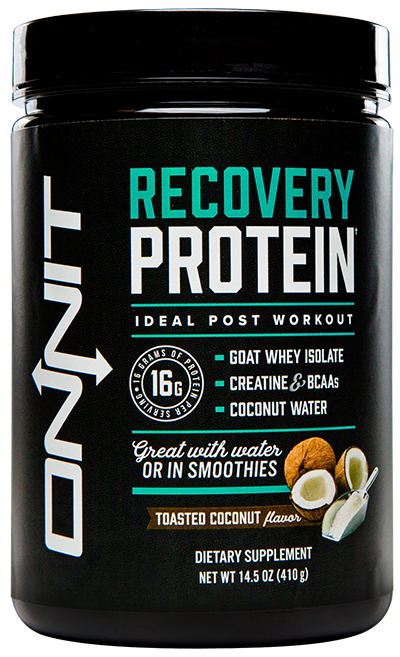 ONNIT
RECOVERY
PROTEIN†
IDEAL POST WORKOUT
•16 GRAMS OF PROTEIN PER SERVING
16G
- GOAT WHEY ISOLATE
- CREATINE & BCAAs
- COCONUT WATER
Great with water
OR IN SMOOTHIES
TOASTED COCONUT flavor
DIETARY SUPPLEMENT
NET WT 14.5 OZ (410 g)